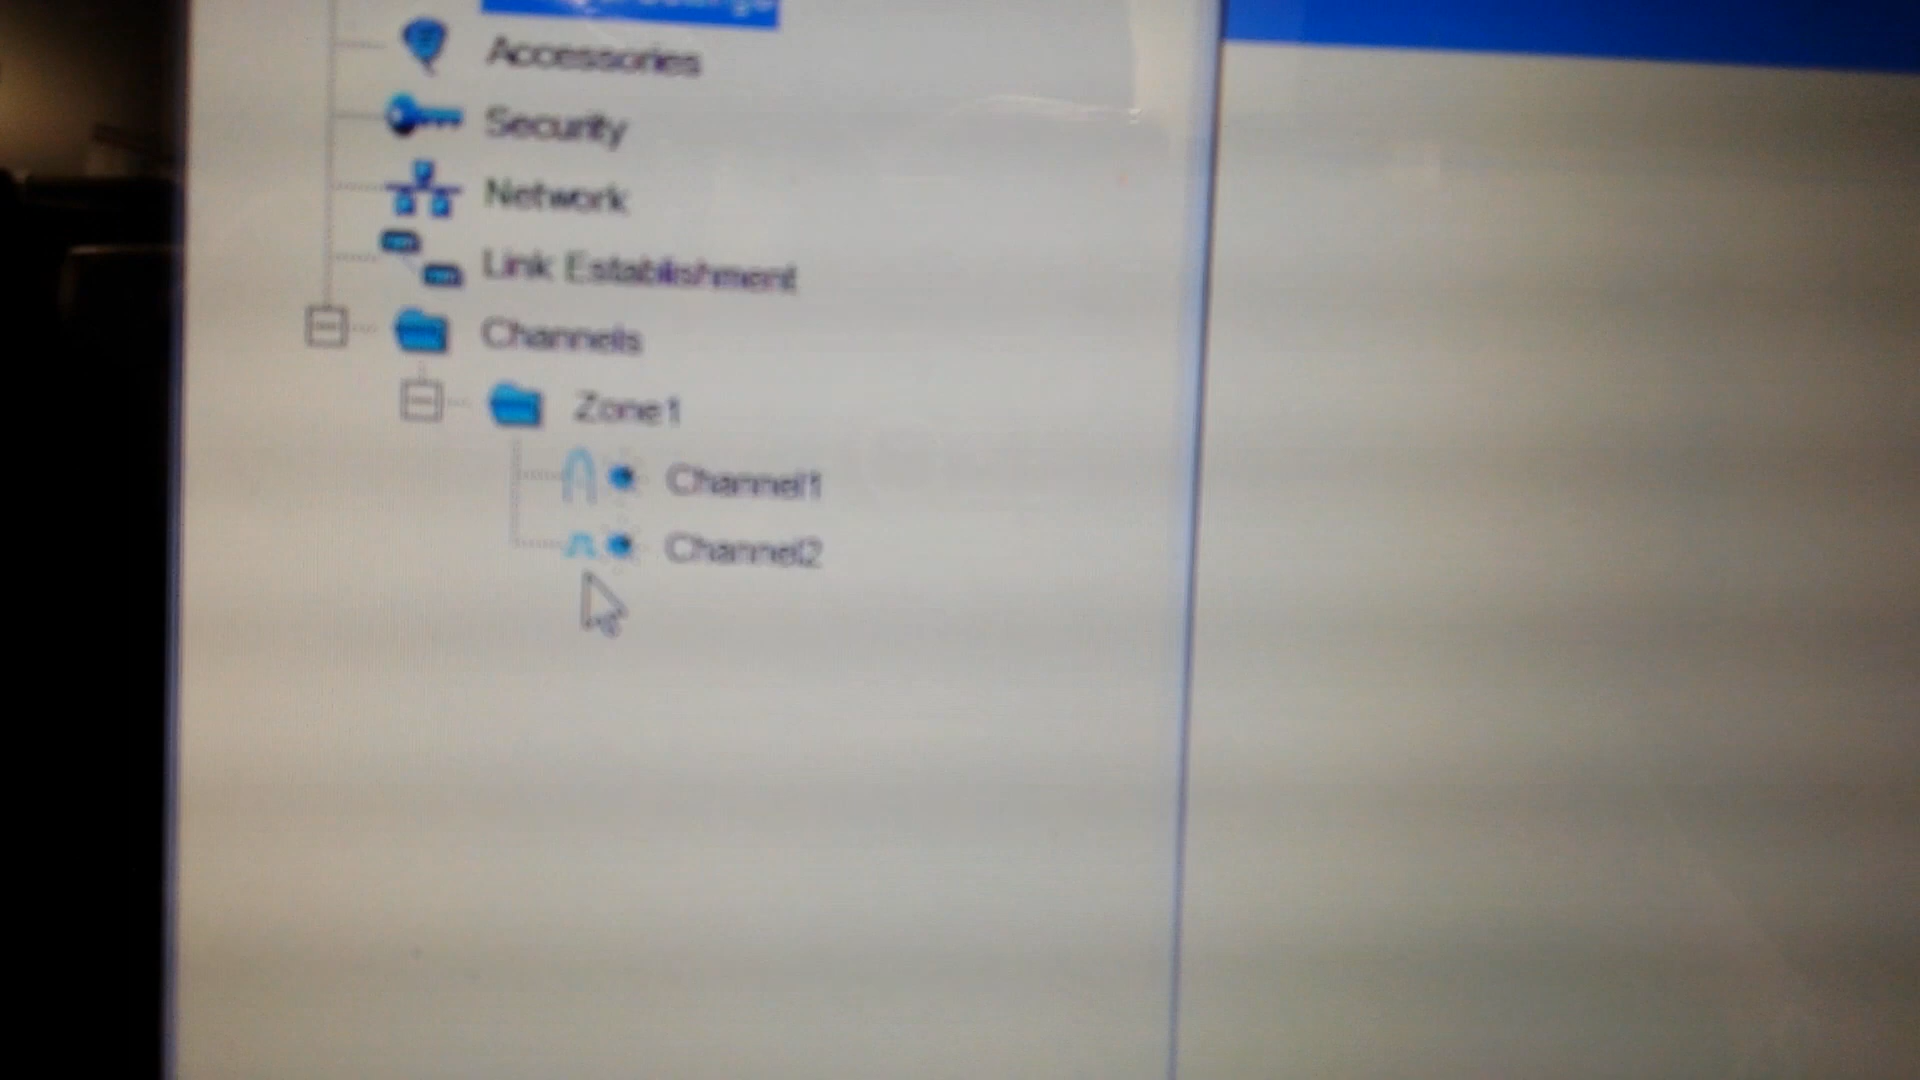 Accessories
Security
Network
Link Establishment
Channels
Zone1
Channel1
Channel2